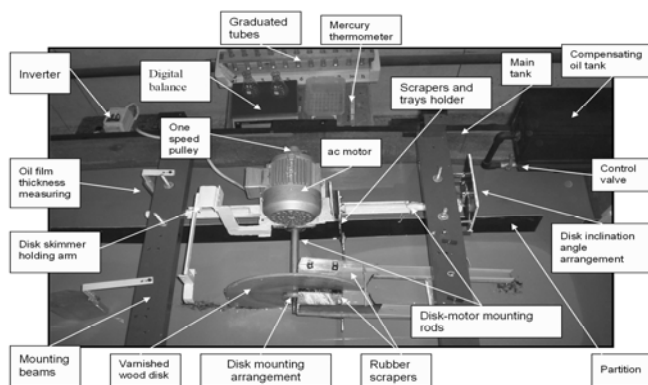 Graduated
tubes
Mercury
thermometer
Main
tank
Compensating
oil tank
Inverter
Digital
balance
Scrapers and
trays holder
One
speed
pulley
ac motor
Oil film
thickness
measuring
Control
valve
Disk skimmer
holding arm
Disk inclination
angle
arrangement
Disk-motor mounting
rods
Mounting
beams
Varnished
wood disk
Disk mounting
arrangement
Rubber
scrapers
Partition